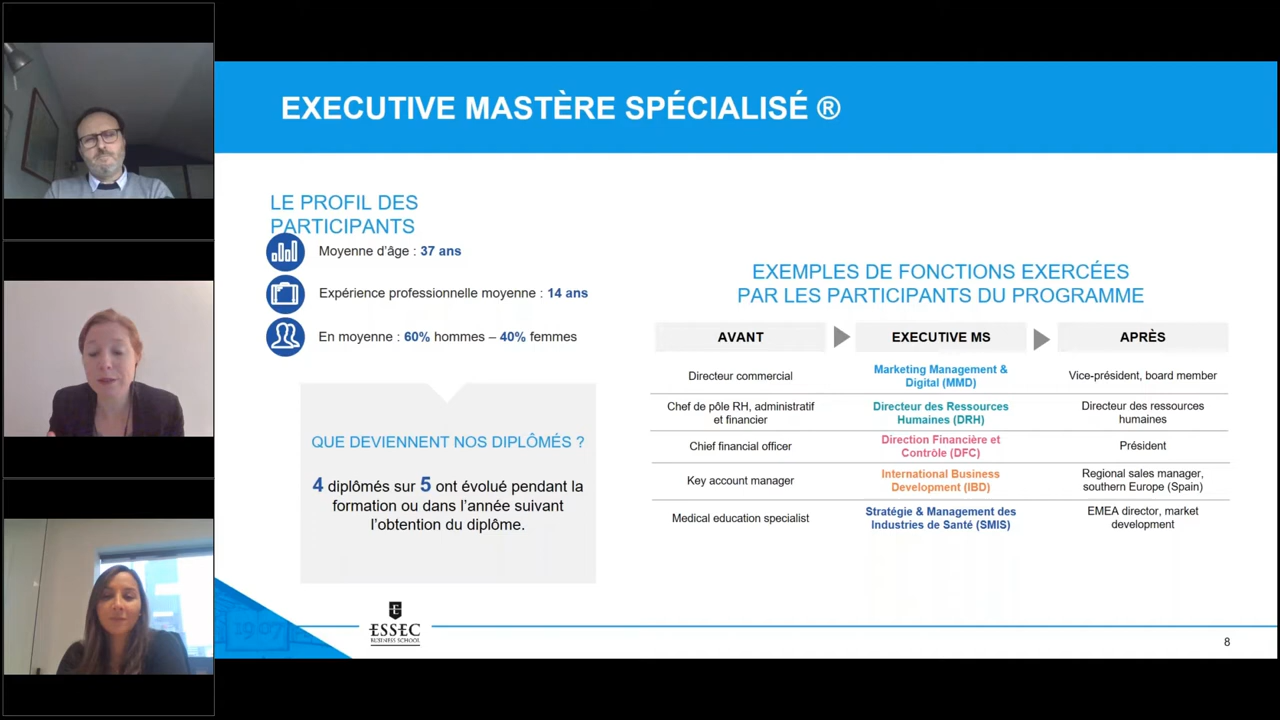 EXECUTIVE MASTÈRE SPÉCIALISÉ ®
LE PROFIL DES
PARTICIPANTS
Moyenne d’âge : 37 ans
Expérience professionnelle moyenne : 14 ans
En moyenne : 60% hommes – 40% femmes
QUE DEVIENNENT NOS DIPLÔMÉS ?
4 diplômés sur 5 ont évolué pendant la
formation ou dans l’année suivant
l’obtention du diplôme.
EXEMPLES DE FONCTIONS EXERCÉES
PAR LES PARTICIPANTS DU PROGRAMME
AVANT
EXECUTIVE MS
APRÈS
Directeur commercial
Marketing Management &
Digital (MMD)
Vice-président, board member
Chef de pôle RH, administratif
et financier
Directeur des Ressources
Humaines (DRH)
Directeur des ressources
humaines
Chief financial officer
Direction Financière et
Contrôle (DFC)
Président
Key account manager
International Business
Development (IBD)
Regional sales manager,
southern Europe (Spain)
Medical education specialist
Stratégie & Management des
Industries de Santé (SMIS)
EMEA director, market
development
1907
ESSEC
BUSINESS SCHOOL
8